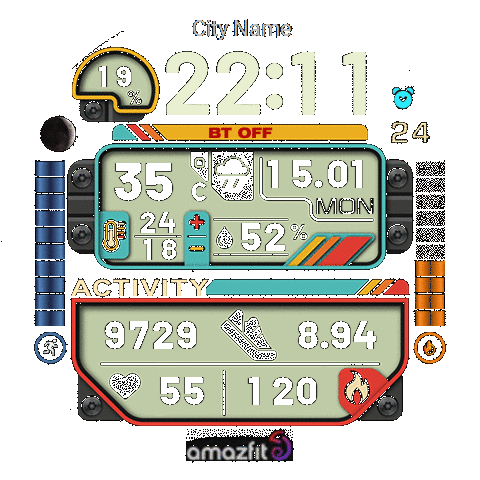 City Name
19 %
22:11
24
BT OFF
35 °C
15.01
MON
24
18
+
-
52%
ACTIVITY
9729 8.94
55 120
amazfit